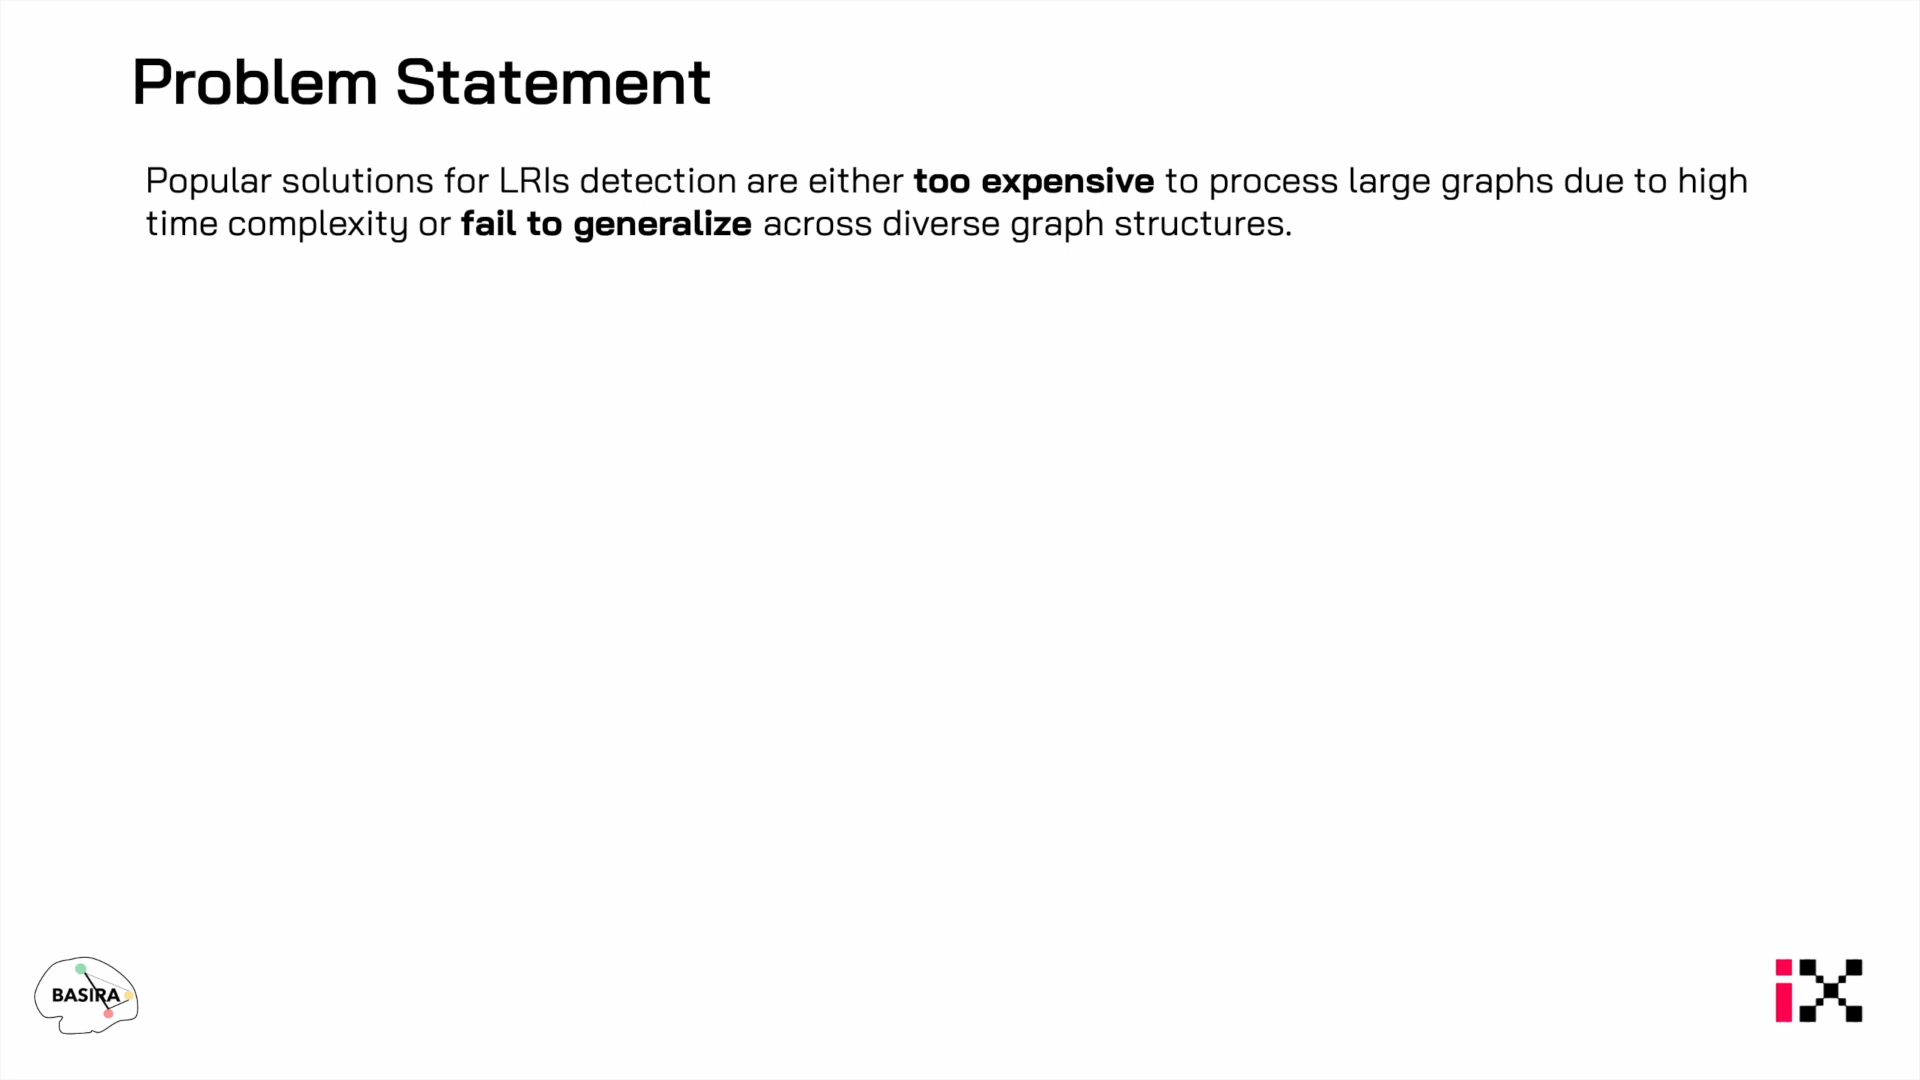 Problem Statement
Popular solutions for LRIs detection are either too expensive to process large graphs due to high
time complexity or fail to generalize across diverse graph structures.
BASIRA
iX